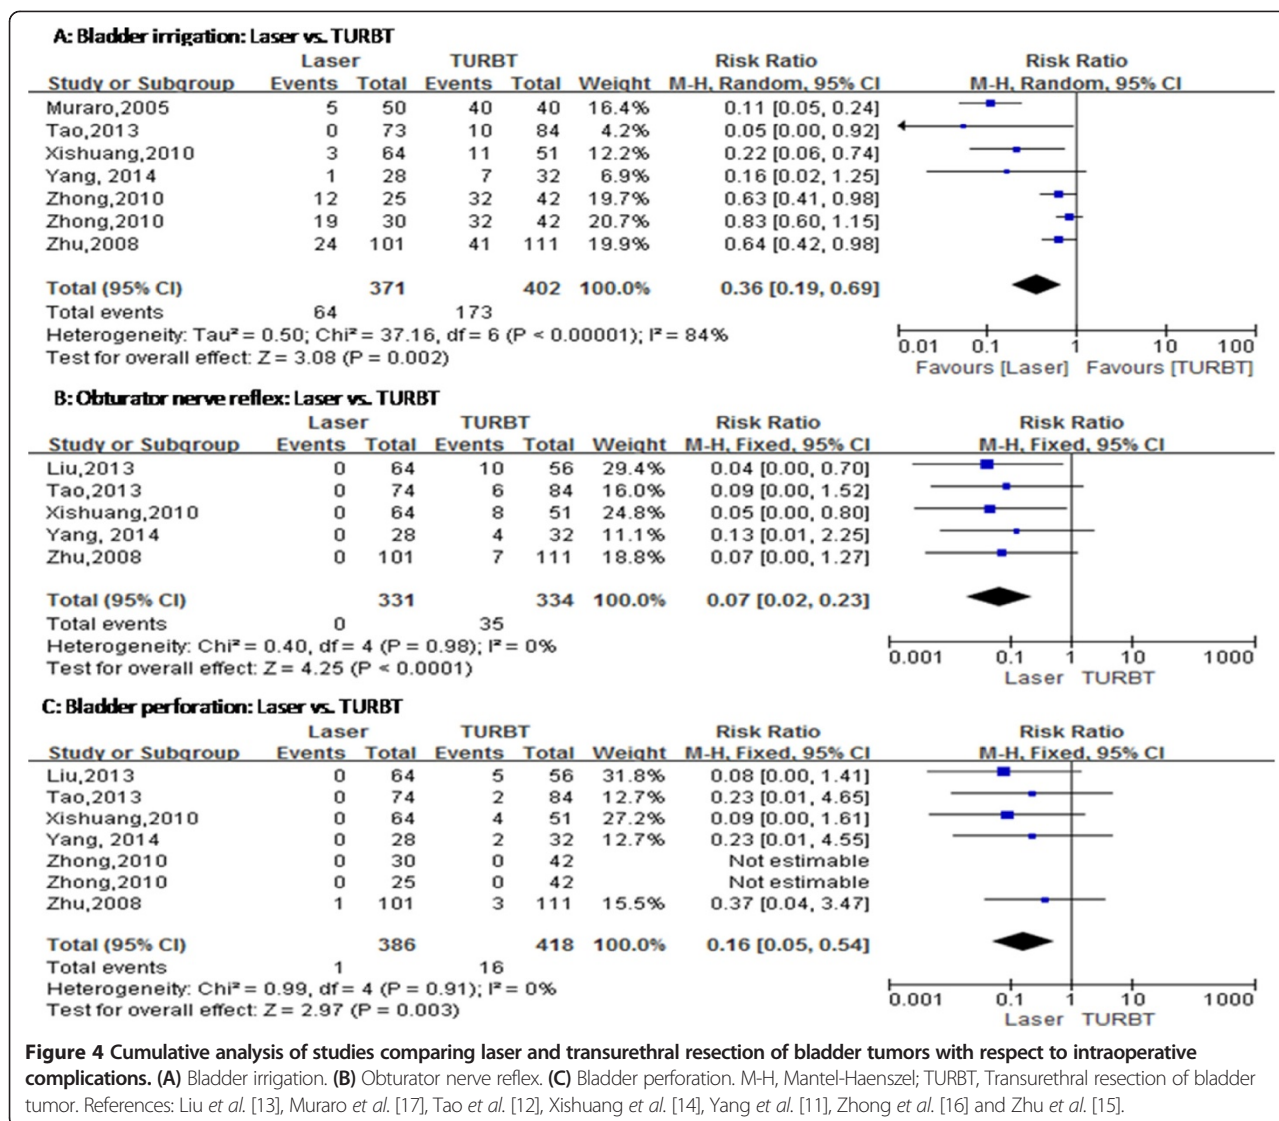 A: Bladder irrigation: Laser vs. TURBT
Laser TURBT Risk Ratio Risk Ratio
Study or Subgroup Events Total Events Total Weight M-H, Random, 95% CI M-H, Random, 95% CI
Muraro,2005 5 50 40 40 16.4% 0.11 [0.05, 0.24]
Tao,2013 0 73 10 84 4.2% 0.05 [0.00, 0.92]
Xishuang,2010 3 64 11 51 12.2% 0.22 [0.06, 0.74]
Yang, 2014 1 28 7 32 6.9% 0.16 [0.02, 1.25]
Zhong,2010 12 25 32 42 19.7% 0.63 [0.41, 0.98]
Zhong,2010 19 30 32 42 20.7% 0.83 [0.60, 1.15]
Zhu,2008 24 101 41 111 19.9% 0.64 [0.42, 0.98]
Total (95% CI) 371 402 100.0% 0.36 [0.19, 0.69]
Total events 64 173
Heterogeneity: Tau² = 0.50; Chi² = 37.16, df = 6 (P < 0.00001); I² = 84%
Test for overall effect: Z = 3.08 (P = 0.002)
0.01 0.1 1 10 100
Favours [Laser] Favours [TURBT]
B: Obturator nerve reflex: Laser vs. TURBT
Laser TURBT Risk Ratio Risk Ratio
Study or Subgroup Events Total Events Total Weight M-H, Fixed, 95% CI M-H, Fixed, 95% CI
Liu,2013 0 64 10 56 29.4% 0.04 [0.00, 0.70]
Tao,2013 0 74 6 84 16.0% 0.09 [0.00, 1.52]
Xishuang,2010 0 64 8 51 24.8% 0.05 [0.00, 0.80]
Yang, 2014 0 28 4 32 11.1% 0.13 [0.01, 2.25]
Zhu,2008 0 101 7 111 18.8% 0.07 [0.00, 1.27]
Total (95% CI) 331 334 100.0% 0.07 [0.02, 0.23]
Total events 0 35
Heterogeneity: Chi² = 0.40, df = 4 (P = 0.98); I² = 0%
Test for overall effect: Z = 4.25 (P < 0.0001)
0.001 0.1 1 10 1000
Laser TURBT
C: Bladder perforation: Laser vs. TURBT
Laser TURBT Risk Ratio Risk Ratio
Study or Subgroup Events Total Events Total Weight M-H, Fixed, 95% CI M-H, Fixed, 95% CI
Liu,2013 0 64 5 56 31.8% 0.08 [0.00, 1.41]
Tao,2013 0 74 2 84 12.7% 0.23 [0.01, 4.65]
Xishuang,2010 0 64 4 51 27.2% 0.09 [0.00, 1.61]
Yang, 2014 0 28 2 32 12.7% 0.23 [0.01, 4.55]
Zhong,2010 0 30 0 42 Not estimable
Zhong,2010 0 25 0 42 Not estimable
Zhu,2008 1 101 3 111 15.5% 0.37 [0.04, 3.47]
Total (95% CI) 386 418 100.0% 0.16 [0.05, 0.54]
Total events 1 16
Heterogeneity: Chi² = 0.99, df = 4 (P = 0.91); I² = 0%
Test for overall effect: Z = 2.97 (P = 0.003)
0.001 0.1 1 10 1000
Laser TURBT
Figure 4 Cumulative analysis of studies comparing laser and transurethral resection of bladder tumors with respect to intraoperative
complications. (A) Bladder irrigation. (B) Obturator nerve reflex. (C) Bladder perforation. M-H, Mantel-Haenszel; TURBT, Transurethral resection of bladder
tumor. References: Liu et al. [13], Muraro et al. [17], Tao et al. [12], Xishuang et al. [14], Yang et al. [11], Zhong et al. [16] and Zhu et al. [15].